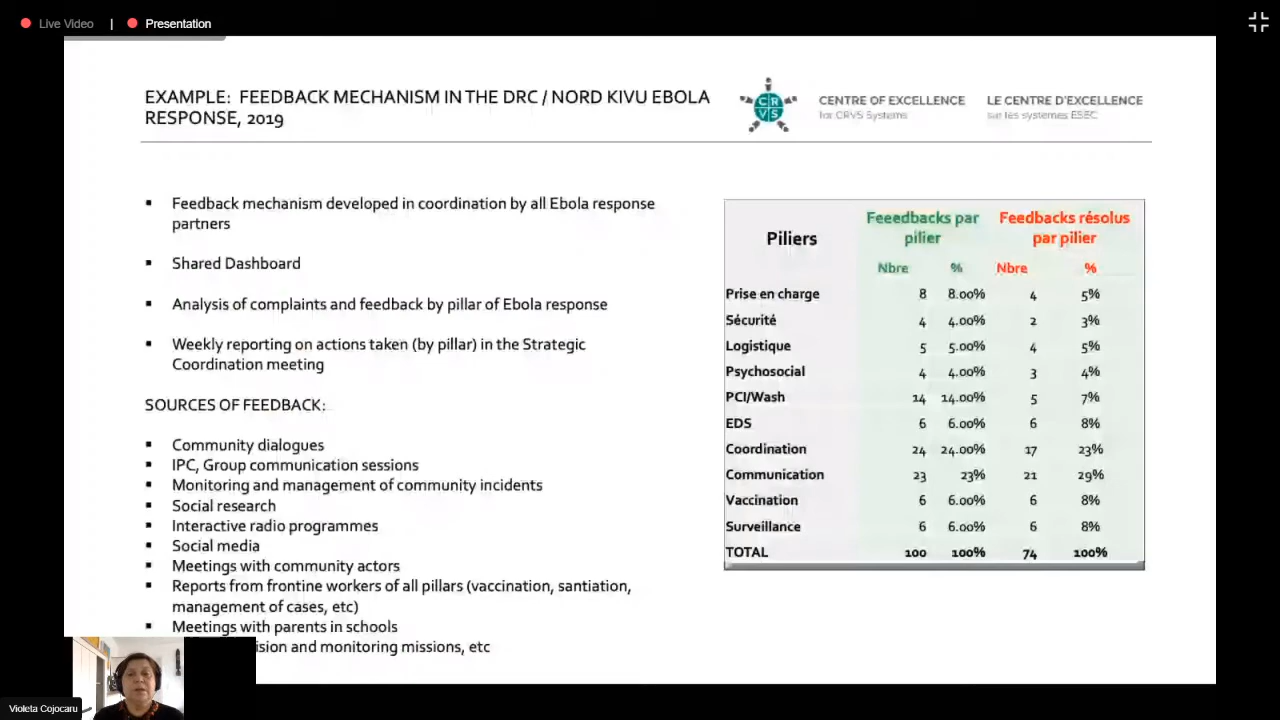 Live Video | Presentation
EXAMPLE: FEEDBACK MECHANISM IN THE DRC / NORD KIVU EBOLA
RESPONSE, 2019
CRVS
CENTRE OF EXCELLENCE
for CRVS Systems
LE CENTRE D'EXCELLENCE
sur les systèmes ESEC
▪ Feedback mechanism developed in coordination by all Ebola response
partners
▪ Shared Dashboard
▪ Analysis of complaints and feedback by pillar of Ebola response
▪ Weekly reporting on actions taken (by pillar) in the Strategic
Coordination meeting
SOURCES OF FEEDBACK:
▪ Community dialogues
▪ IPC, Group communication sessions
▪ Monitoring and management of community incidents
▪ Social research
▪ Interactive radio programmes
▪ Social media
▪ Meetings with community actors
▪ Reports from frontine workers of all pillars (vaccination, santiation,
management of cases, etc)
▪ Meetings with parents in schools
ision and monitoring missions, etc
Piliers
Feeedbacks par
pilier
Feedbacks résolus
par pilier
Nbre % Nbre %
Prise en charge 8 8.00% 4 5%
Sécurité 4 4.00% 2 3%
Logistique 5 5.00% 4 5%
Psychosocial 4 4.00% 3 4%
PCI/Wash 14 14.00% 5 7%
EDS 6 6.00% 6 8%
Coordination 24 24.00% 17 23%
Communication 23 23% 21 29%
Vaccination 6 6.00% 6 8%
Surveillance 6 6.00% 6 8%
TOTAL 100 100% 74 100%
Violeta Cojocaru